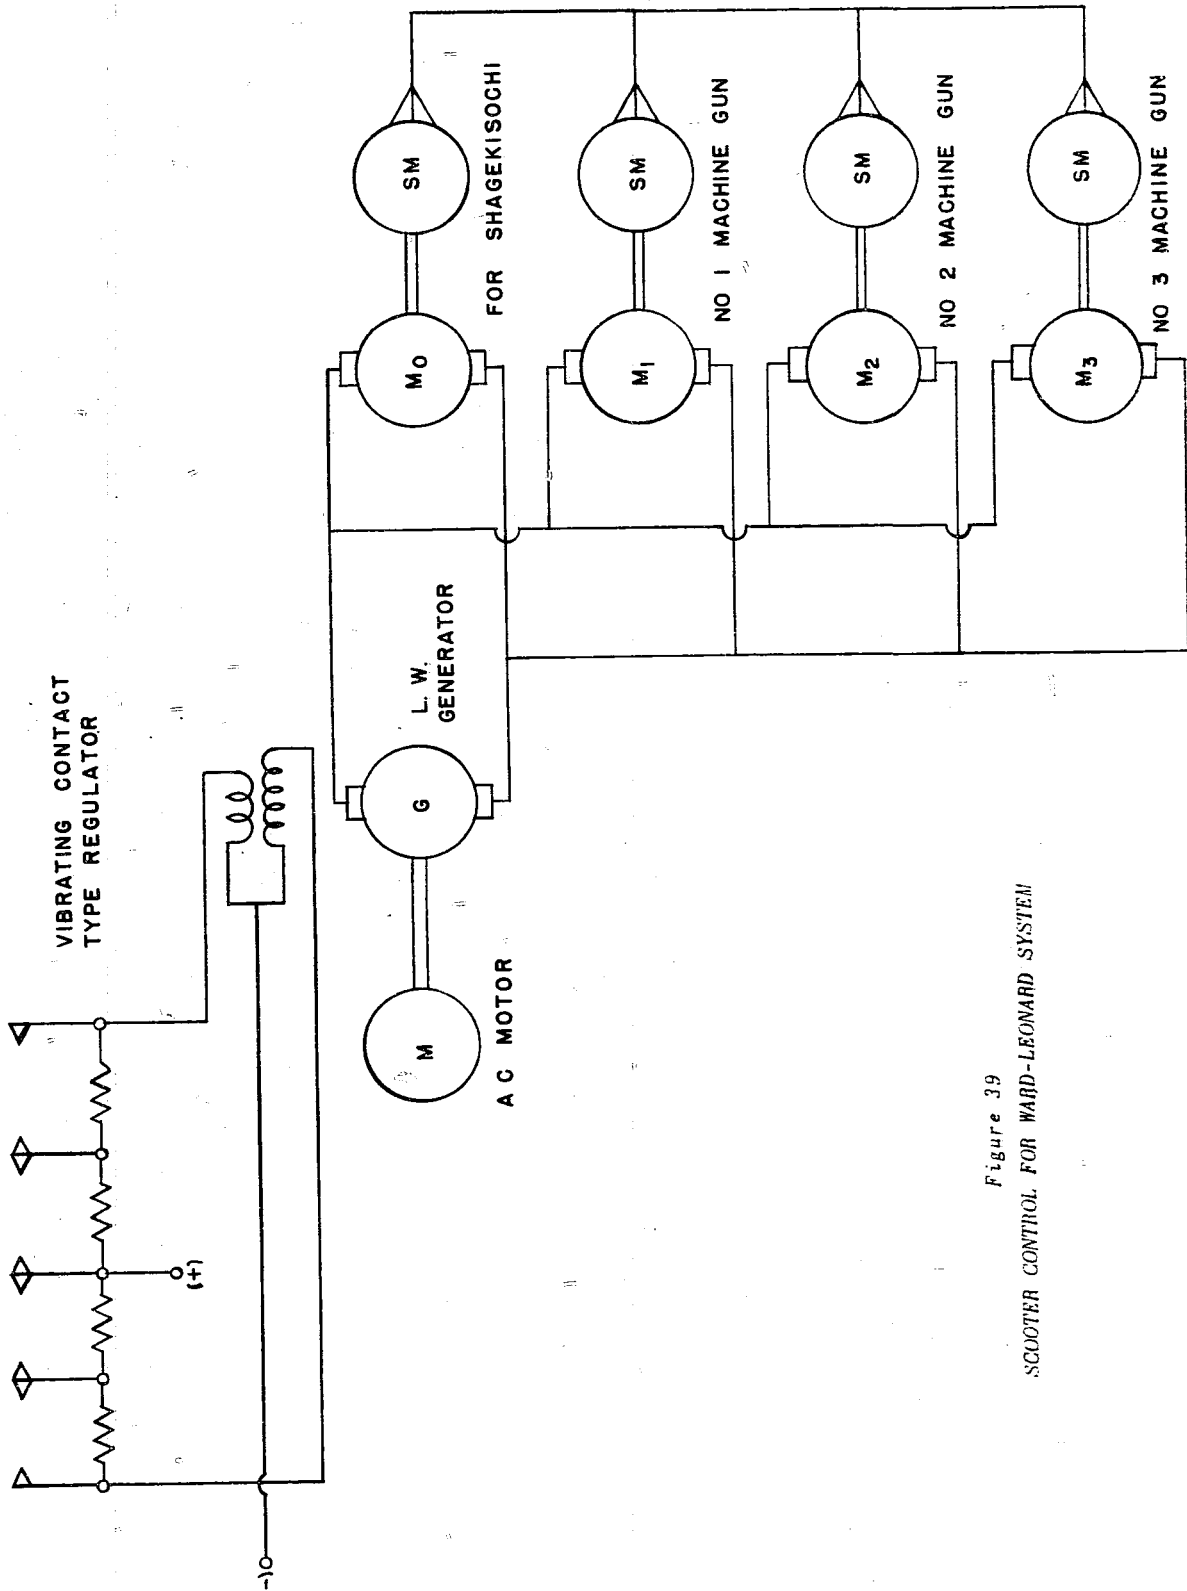 VIBRATING CONTACT
TYPE REGULATOR
(+)
(-)
M
AC MOTOR
G
L. W.
GENERATOR
M0
SM
FOR SHAGEKISOCHI
M1
SM
NO 1 MACHINE GUN
M2
SM
NO 2 MACHINE GUN
M3
SM
NO 3 MACHINE GUN
Figure 39
SCOOTER CONTROL FOR WARD-LEONARD SYSTEM